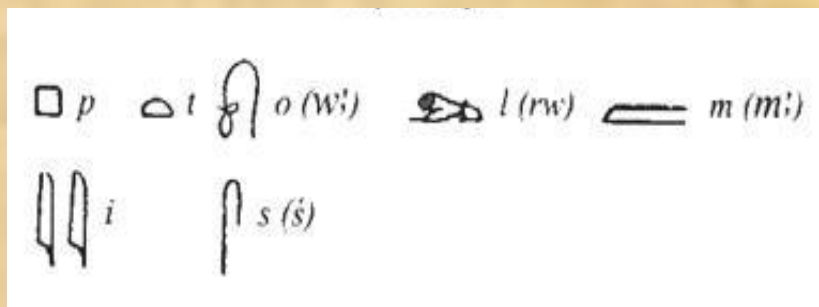 𓊪 p 𓏏 t 𓍯 o (wꜣ) 𓃭 l (rw) 𓐝 m (mꜣ)
𓇌 i 𓋴 s (ś)